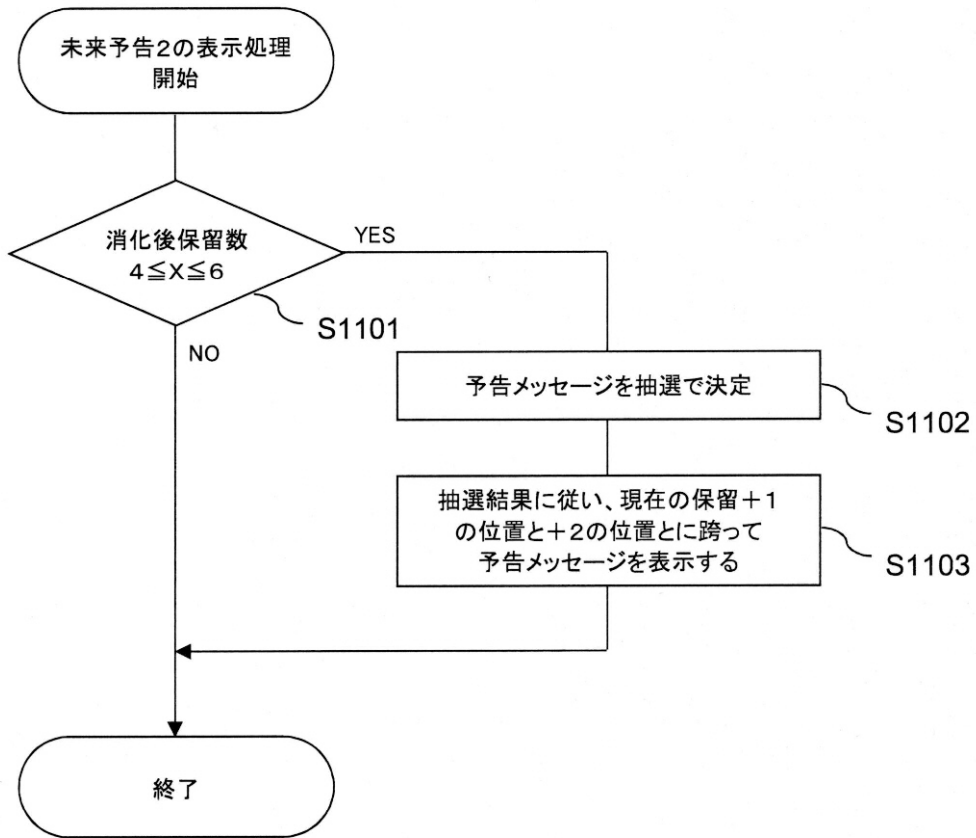 未来予告2の表示処理
開始
消化後保留数
4≦X≦6
YES
S1101
NO
予告メッセージを抽選で決定
S1102
抽選結果に従い、現在の保留+1
の位置と+2の位置とに跨って
予告メッセージを表示する
S1103
終了